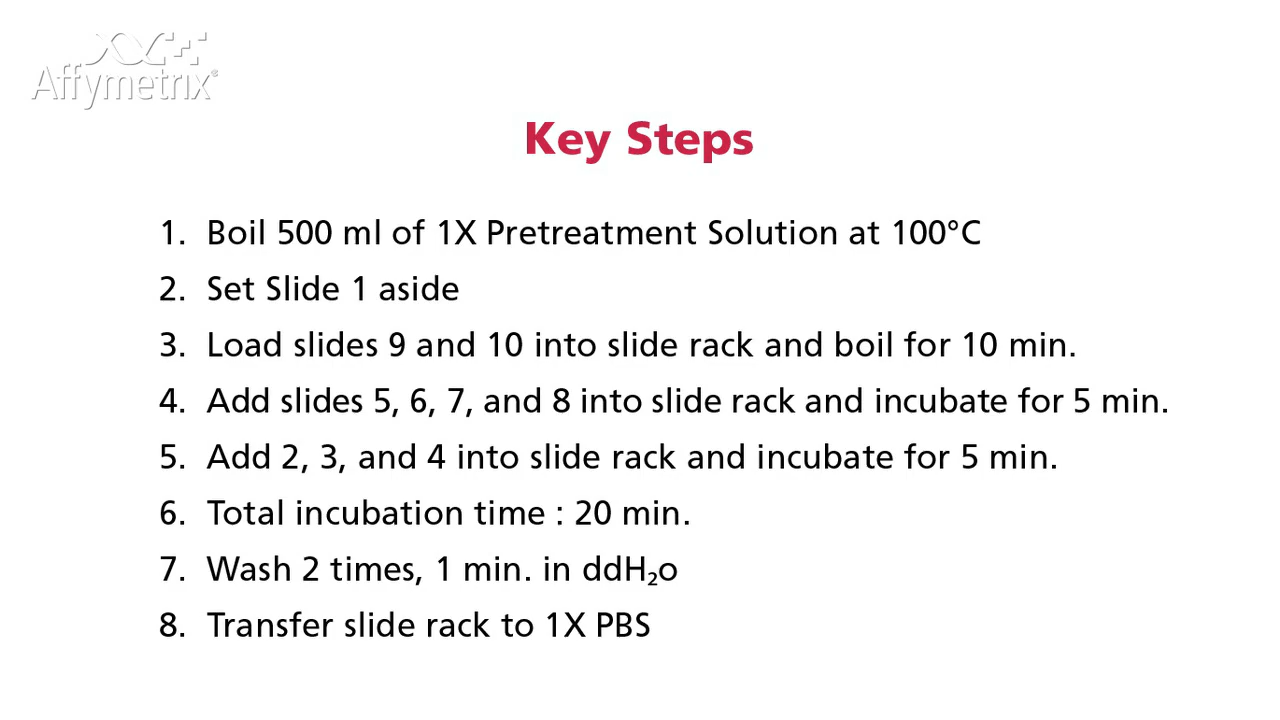 Affymetrix®
Key Steps
1. Boil 500 ml of 1X Pretreatment Solution at 100°C
2. Set Slide 1 aside
3. Load slides 9 and 10 into slide rack and boil for 10 min.
4. Add slides 5, 6, 7, and 8 into slide rack and incubate for 5 min.
5. Add 2, 3, and 4 into slide rack and incubate for 5 min.
6. Total incubation time : 20 min.
7. Wash 2 times, 1 min. in ddH₂o
8. Transfer slide rack to 1X PBS